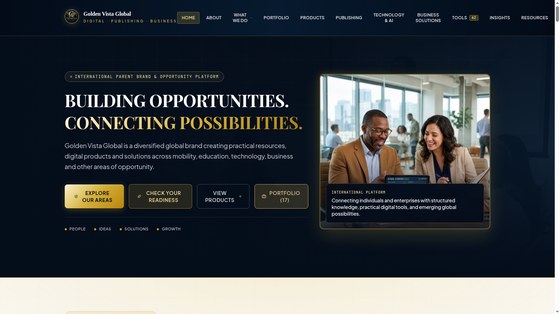 Golden Vista Global
DIGITAL · PUBLISHING · BUSINESS
HOME
ABOUT
WHAT
WE DO
PORTFOLIO
PRODUCTS
PUBLISHING
TECHNOLOGY
& AI
BUSINESS
SOLUTIONS
TOOLS
INSIGHTS
RESOURCES
INTERNATIONAL PARENT BRAND & OPPORTUNITY PLATFORM
BUILDING OPPORTUNITIES.
CONNECTING POSSIBILITIES.
Golden Vista Global is a diversified global brand creating practical resources,
digital products and solutions across mobility, education, technology, business
and other areas of opportunity.
EXPLORE
OUR AREAS
CHECK YOUR
READINESS
VIEW
PRODUCTS
PORTFOLIO
(17)
PEOPLE
IDEAS
SOLUTIONS
GROWTH
INTERNATIONAL PLATFORM
Connecting individuals and enterprises with structured
knowledge, practical digital tools, and emerging global
possibilities.